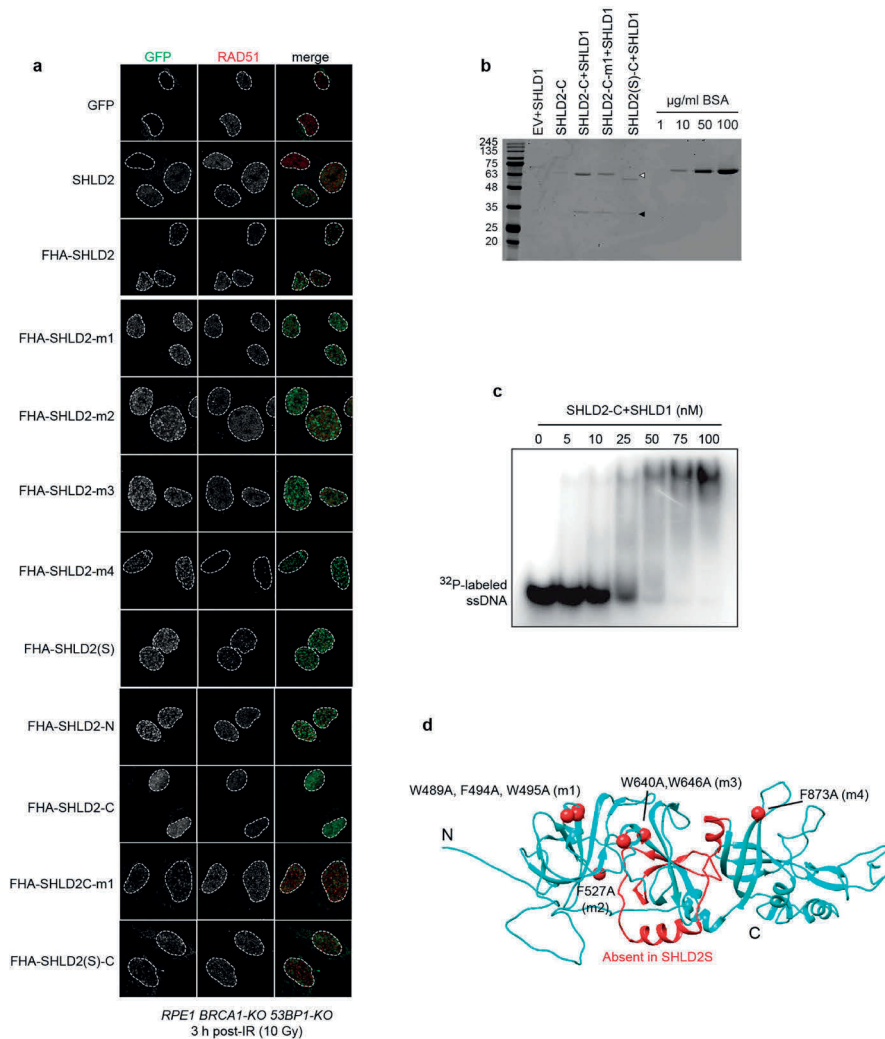 a
GFP RAD51 merge
GFP
SHLD2
FHA-SHLD2
FHA-SHLD2-m1
FHA-SHLD2-m2
FHA-SHLD2-m3
FHA-SHLD2-m4
FHA-SHLD2(S)
FHA-SHLD2-N
FHA-SHLD2-C
FHA-SHLD2C-m1
FHA-SHLD2(S)-C
RPE1 BRCA1-KO 53BP1-KO
3 h post-IR (10 Gy)
b
EV+SHLD1
SHLD2-C
SHLD2-C+SHLD1
SHLD2-C-m1+SHLD1
SHLD2(S)-C+SHLD1
µg/ml BSA
1 10 50 100
245
135
75
63
48
35
25
20
c
SHLD2-C+SHLD1 (nM)
0 5 10 25 50 75 100
32P-labeled
ssDNA
d
W489A, F494A, W495A (m1)
W640A,W646A (m3)
F873A (m4)
N
F527A
(m2)
C
Absent in SHLD2S